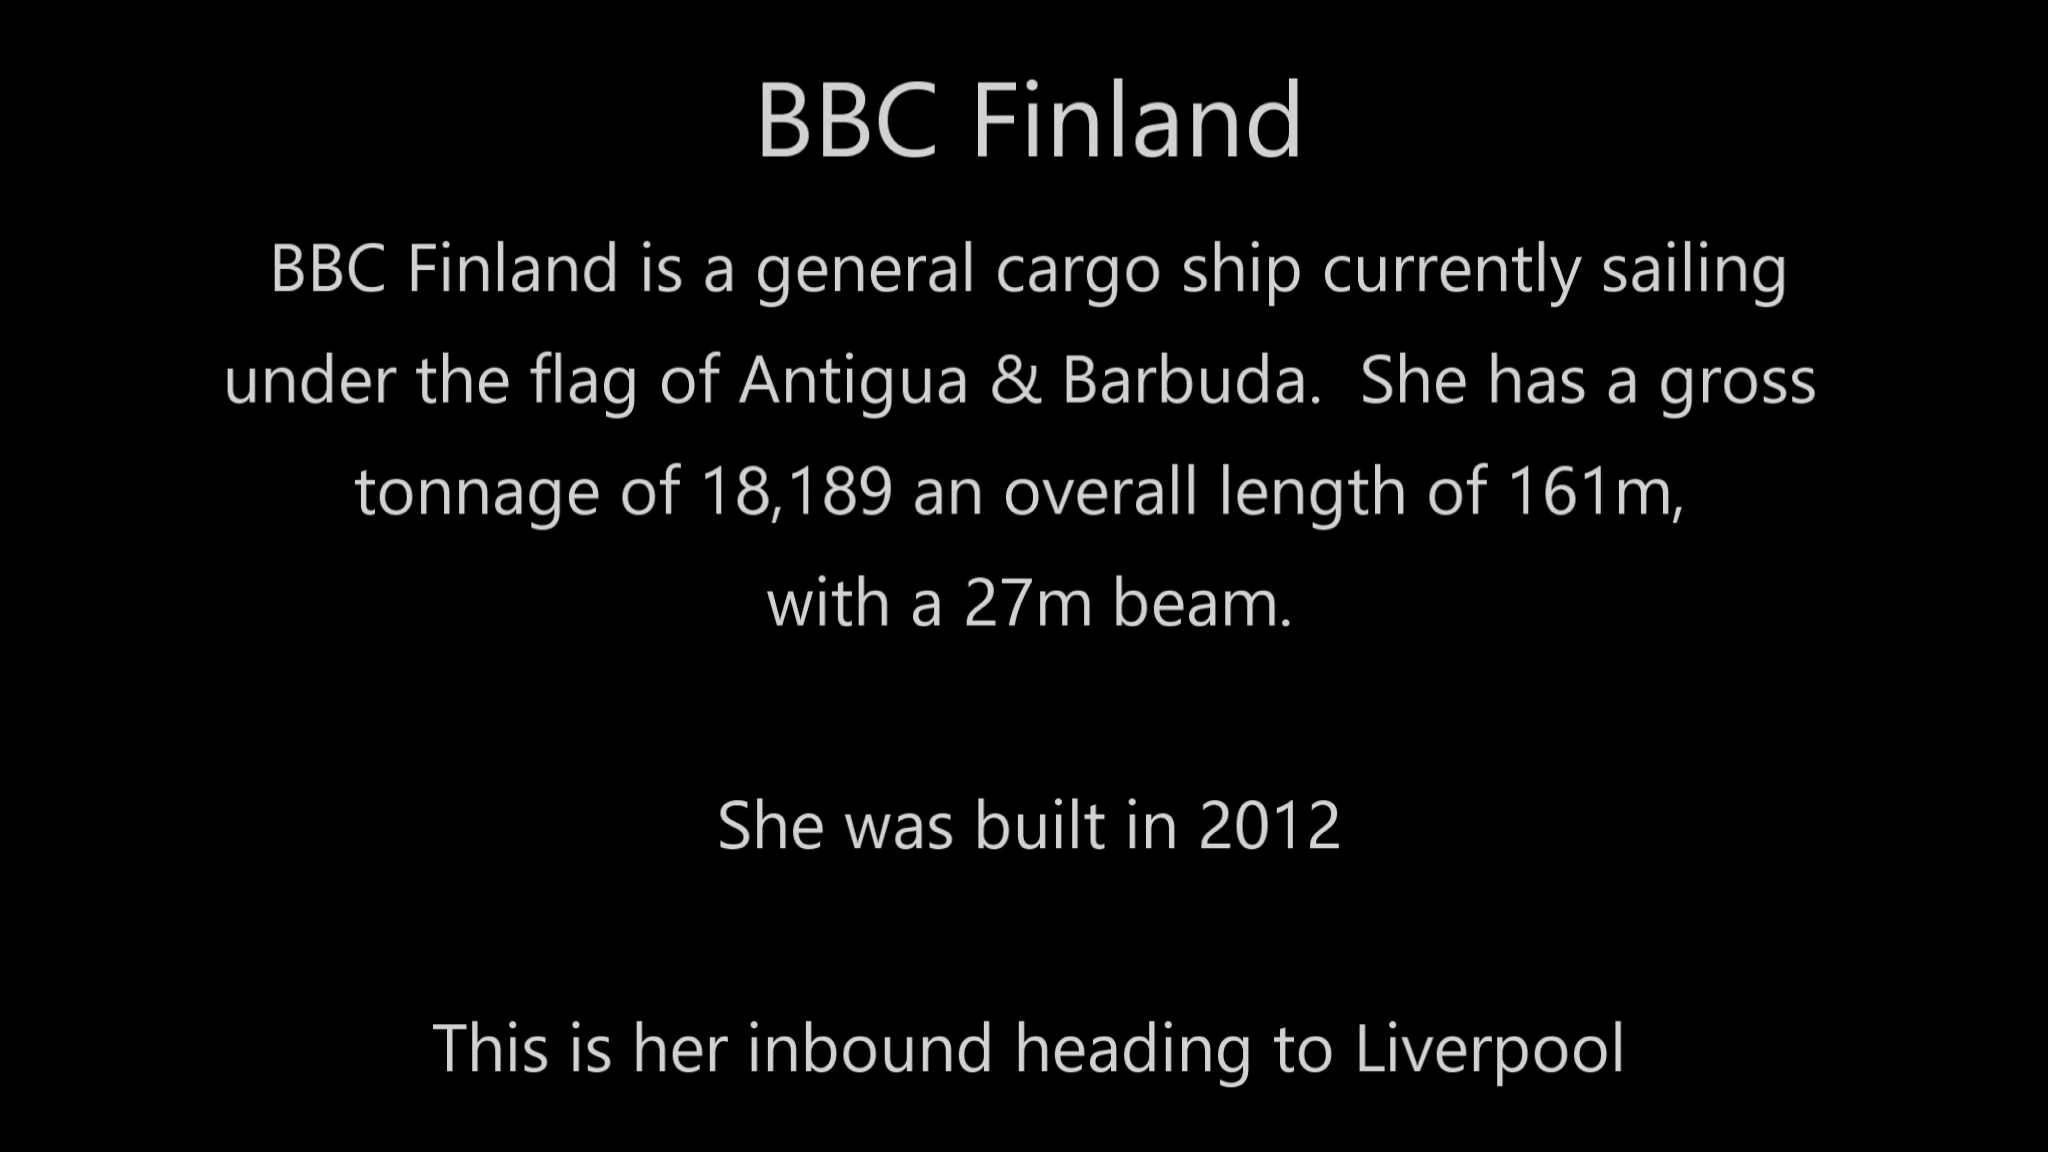 BBC Finland
BBC Finland is a general cargo ship currently sailing
under the flag of Antigua & Barbuda.  She has a gross
tonnage of 18,189 an overall length of 161m,
with a 27m beam.
She was built in 2012
This is her inbound heading to Liverpool